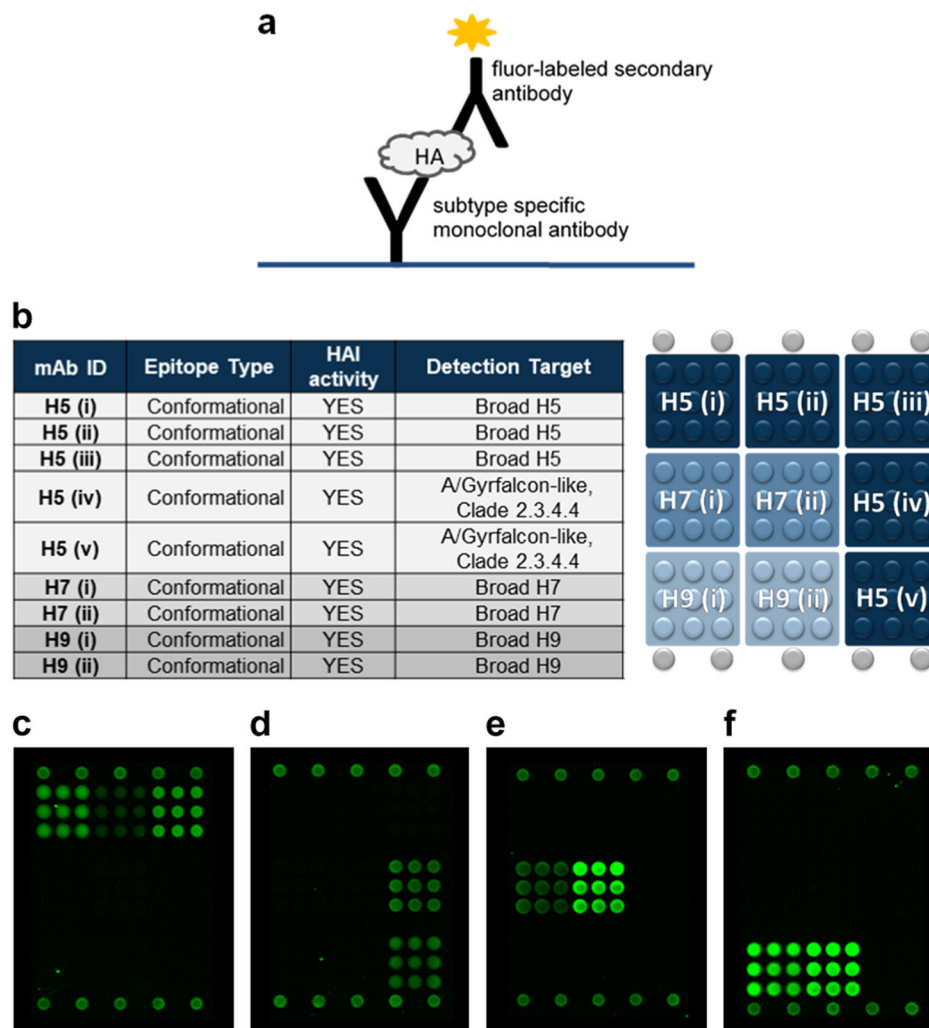 a
fluor-labeled secondary
antibody
HA
subtype specific
monoclonal antibody
b
mAb ID Epitope Type HAI activity Detection Target
H5 (i) Conformational YES Broad H5
H5 (ii) Conformational YES Broad H5
H5 (iii) Conformational YES Broad H5
H5 (iv) Conformational YES A/Gyrfalcon-like, Clade 2.3.4.4
H5 (v) Conformational YES A/Gyrfalcon-like, Clade 2.3.4.4
H7 (i) Conformational YES Broad H7
H7 (ii) Conformational YES Broad H7
H9 (i) Conformational YES Broad H9
H9 (ii) Conformational YES Broad H9
H5 (i) H5 (ii) H5 (iii)
H7 (i) H7 (ii) H5 (iv)
H9 (i) H9 (ii) H5 (v)
c d e f